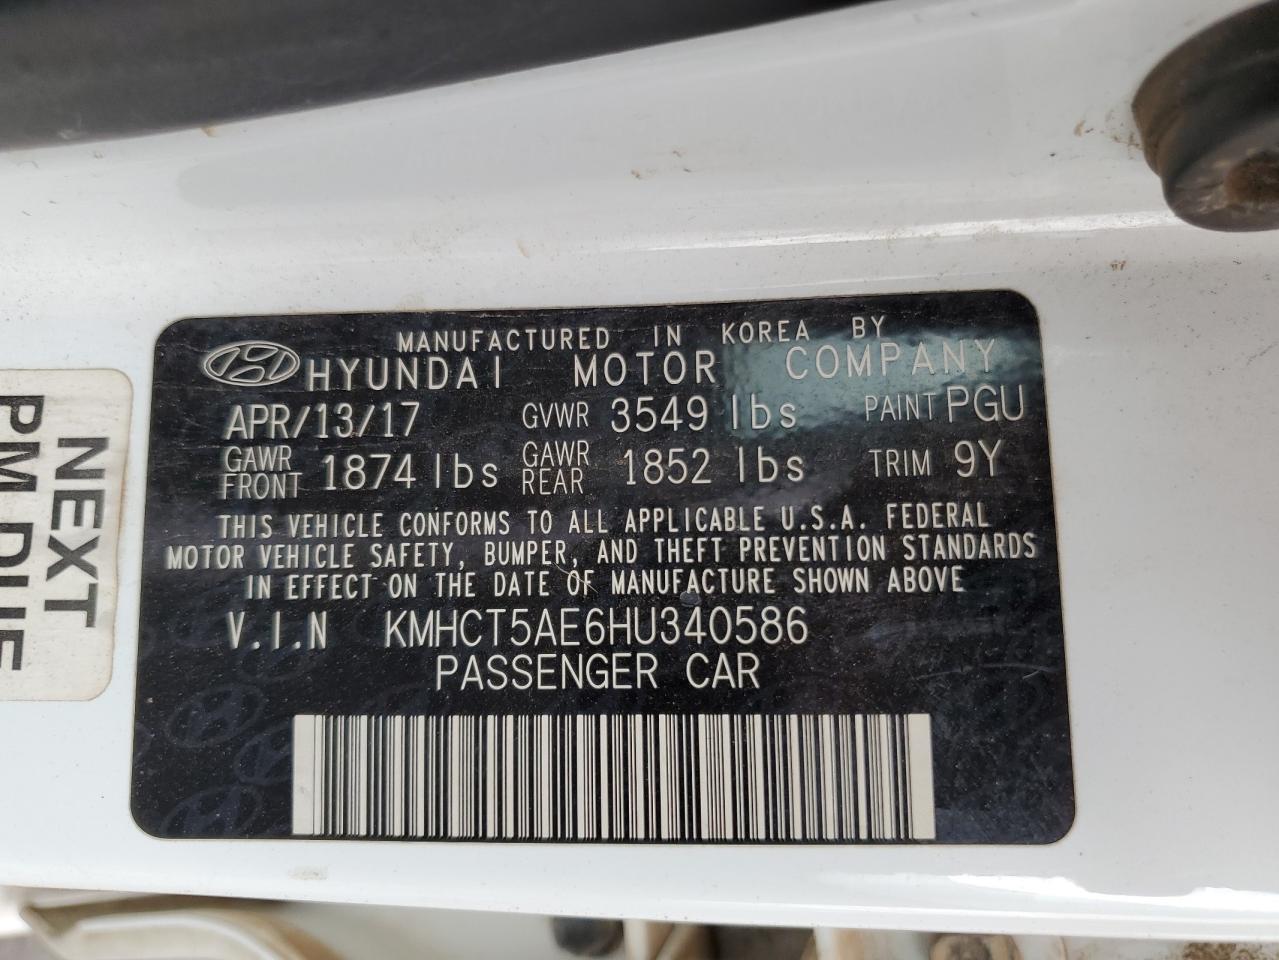 MANUFACTURED IN KOREA BY
HYUNDAI MOTOR COMPANY
APR/13/17 GVWR 3549 lbs PAINT PGU
GAWR FRONT 1874 lbs GAWR REAR 1852 lbs TRIM 9Y
THIS VEHICLE CONFORMS TO ALL APPLICABLE U.S.A. FEDERAL
MOTOR VEHICLE SAFETY, BUMPER, AND THEFT PREVENTION STANDARDS
IN EFFECT ON THE DATE OF MANUFACTURE SHOWN ABOVE
V.I.N KMHCT5AE6HU340586
PASSENGER CAR
NEXT
PM DUE